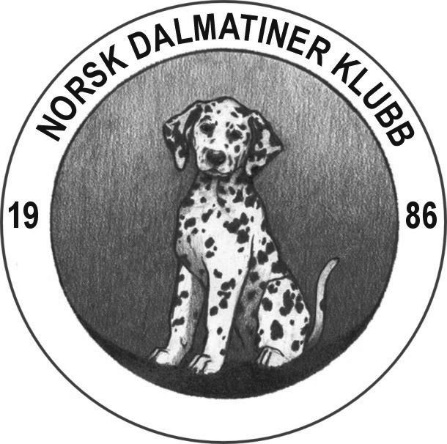 NORSK DALMATINER KLUBB
19 86